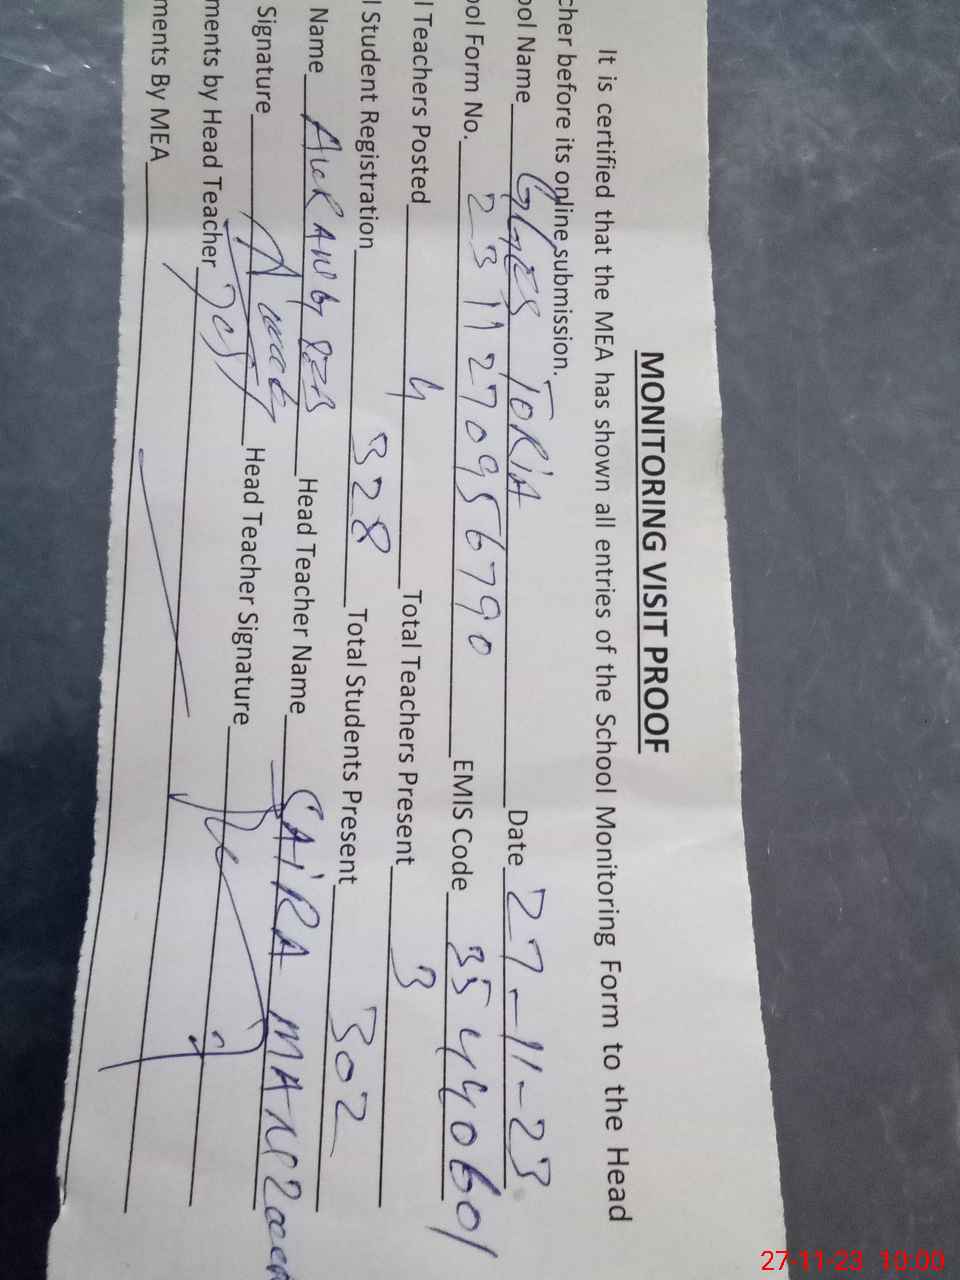 MONITORING VISIT PROOF
It is certified that the MEA has shown all entries of the School Monitoring Form to the Head
cher before its online submission.
ool Name GGES TORIA Date 27-11-23
ool Form No. 2311270956790 EMIS Code 35440601
l Teachers Posted 4 Total Teachers Present 3
l Student Registration 328 Total Students Present 302
Name Head Teacher Name SAIRA
Signature Head Teacher Signature
ments by Head Teacher
ments By MEA
27-11-23 10:00